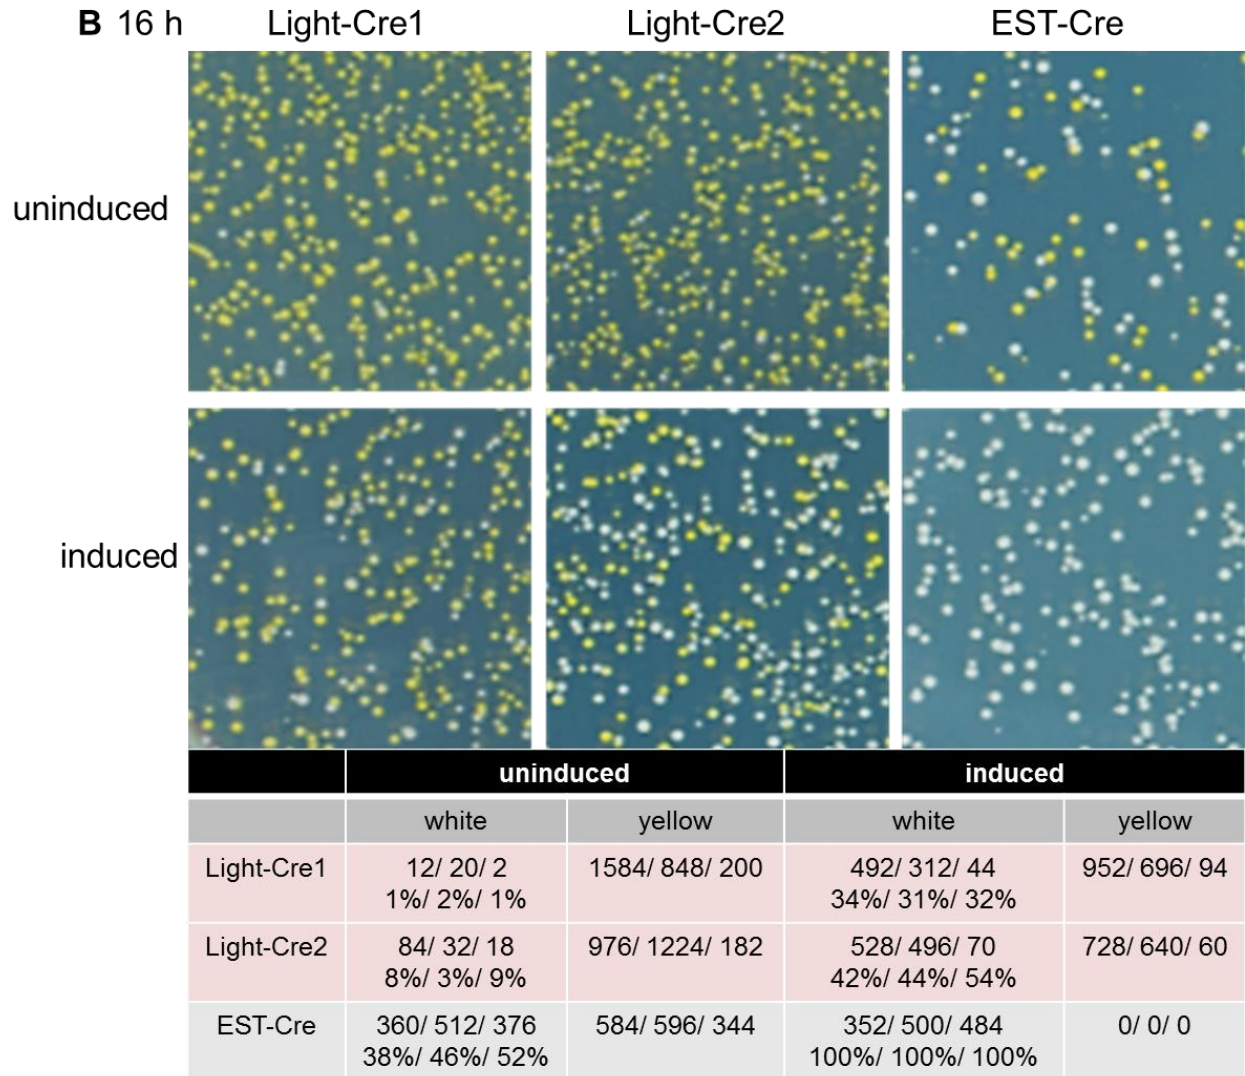 B 16 h Light-Cre1 Light-Cre2 EST-Cre
uninduced
induced
uninduced induced
white yellow white yellow
Light-Cre1 12/ 20/ 2 1584/ 848/ 200 492/ 312/ 44 952/ 696/ 94
1%/ 2%/ 1% 34%/ 31%/ 32%
Light-Cre2 84/ 32/ 18 976/ 1224/ 182 528/ 496/ 70 728/ 640/ 60
8%/ 3%/ 9% 42%/ 44%/ 54%
EST-Cre 360/ 512/ 376 584/ 596/ 344 352/ 500/ 484 0/ 0/ 0
38%/ 46%/ 52% 100%/ 100%/ 100%